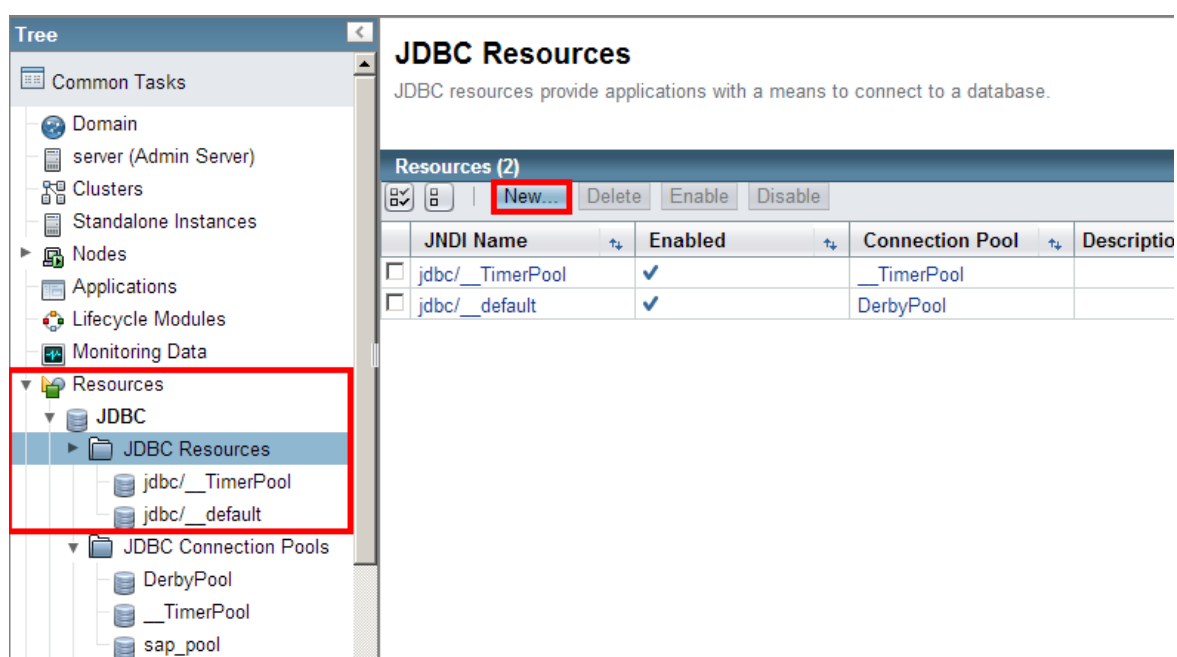 Tree
Common Tasks
Domain
server (Admin Server)
Clusters
Standalone Instances
Nodes
Applications
Lifecycle Modules
Monitoring Data
Resources
JDBC
JDBC Resources
jdbc/__TimerPool
jdbc/__default
JDBC Connection Pools
DerbyPool
__TimerPool
sap_pool
JDBC Resources
JDBC resources provide applications with a means to connect to a database.
Resources (2)
New... Delete Enable Disable
JNDI Name Enabled Connection Pool Descriptio
jdbc/__TimerPool __TimerPool
jdbc/__default DerbyPool